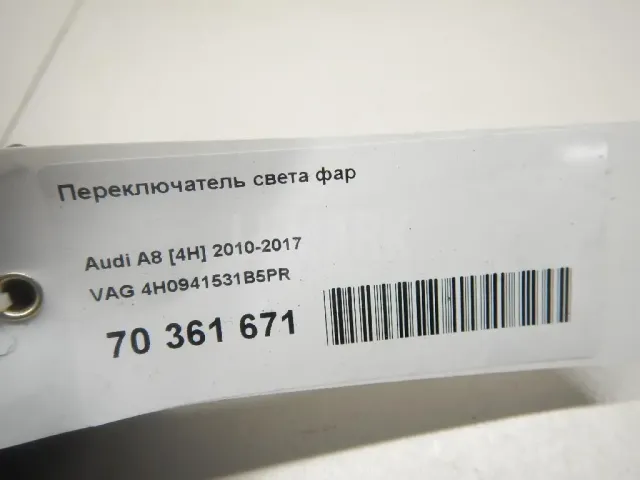 Переключатель света фар
Audi A8 [4H] 2010-2017
VAG 4H0941531B5PR
70 361 671